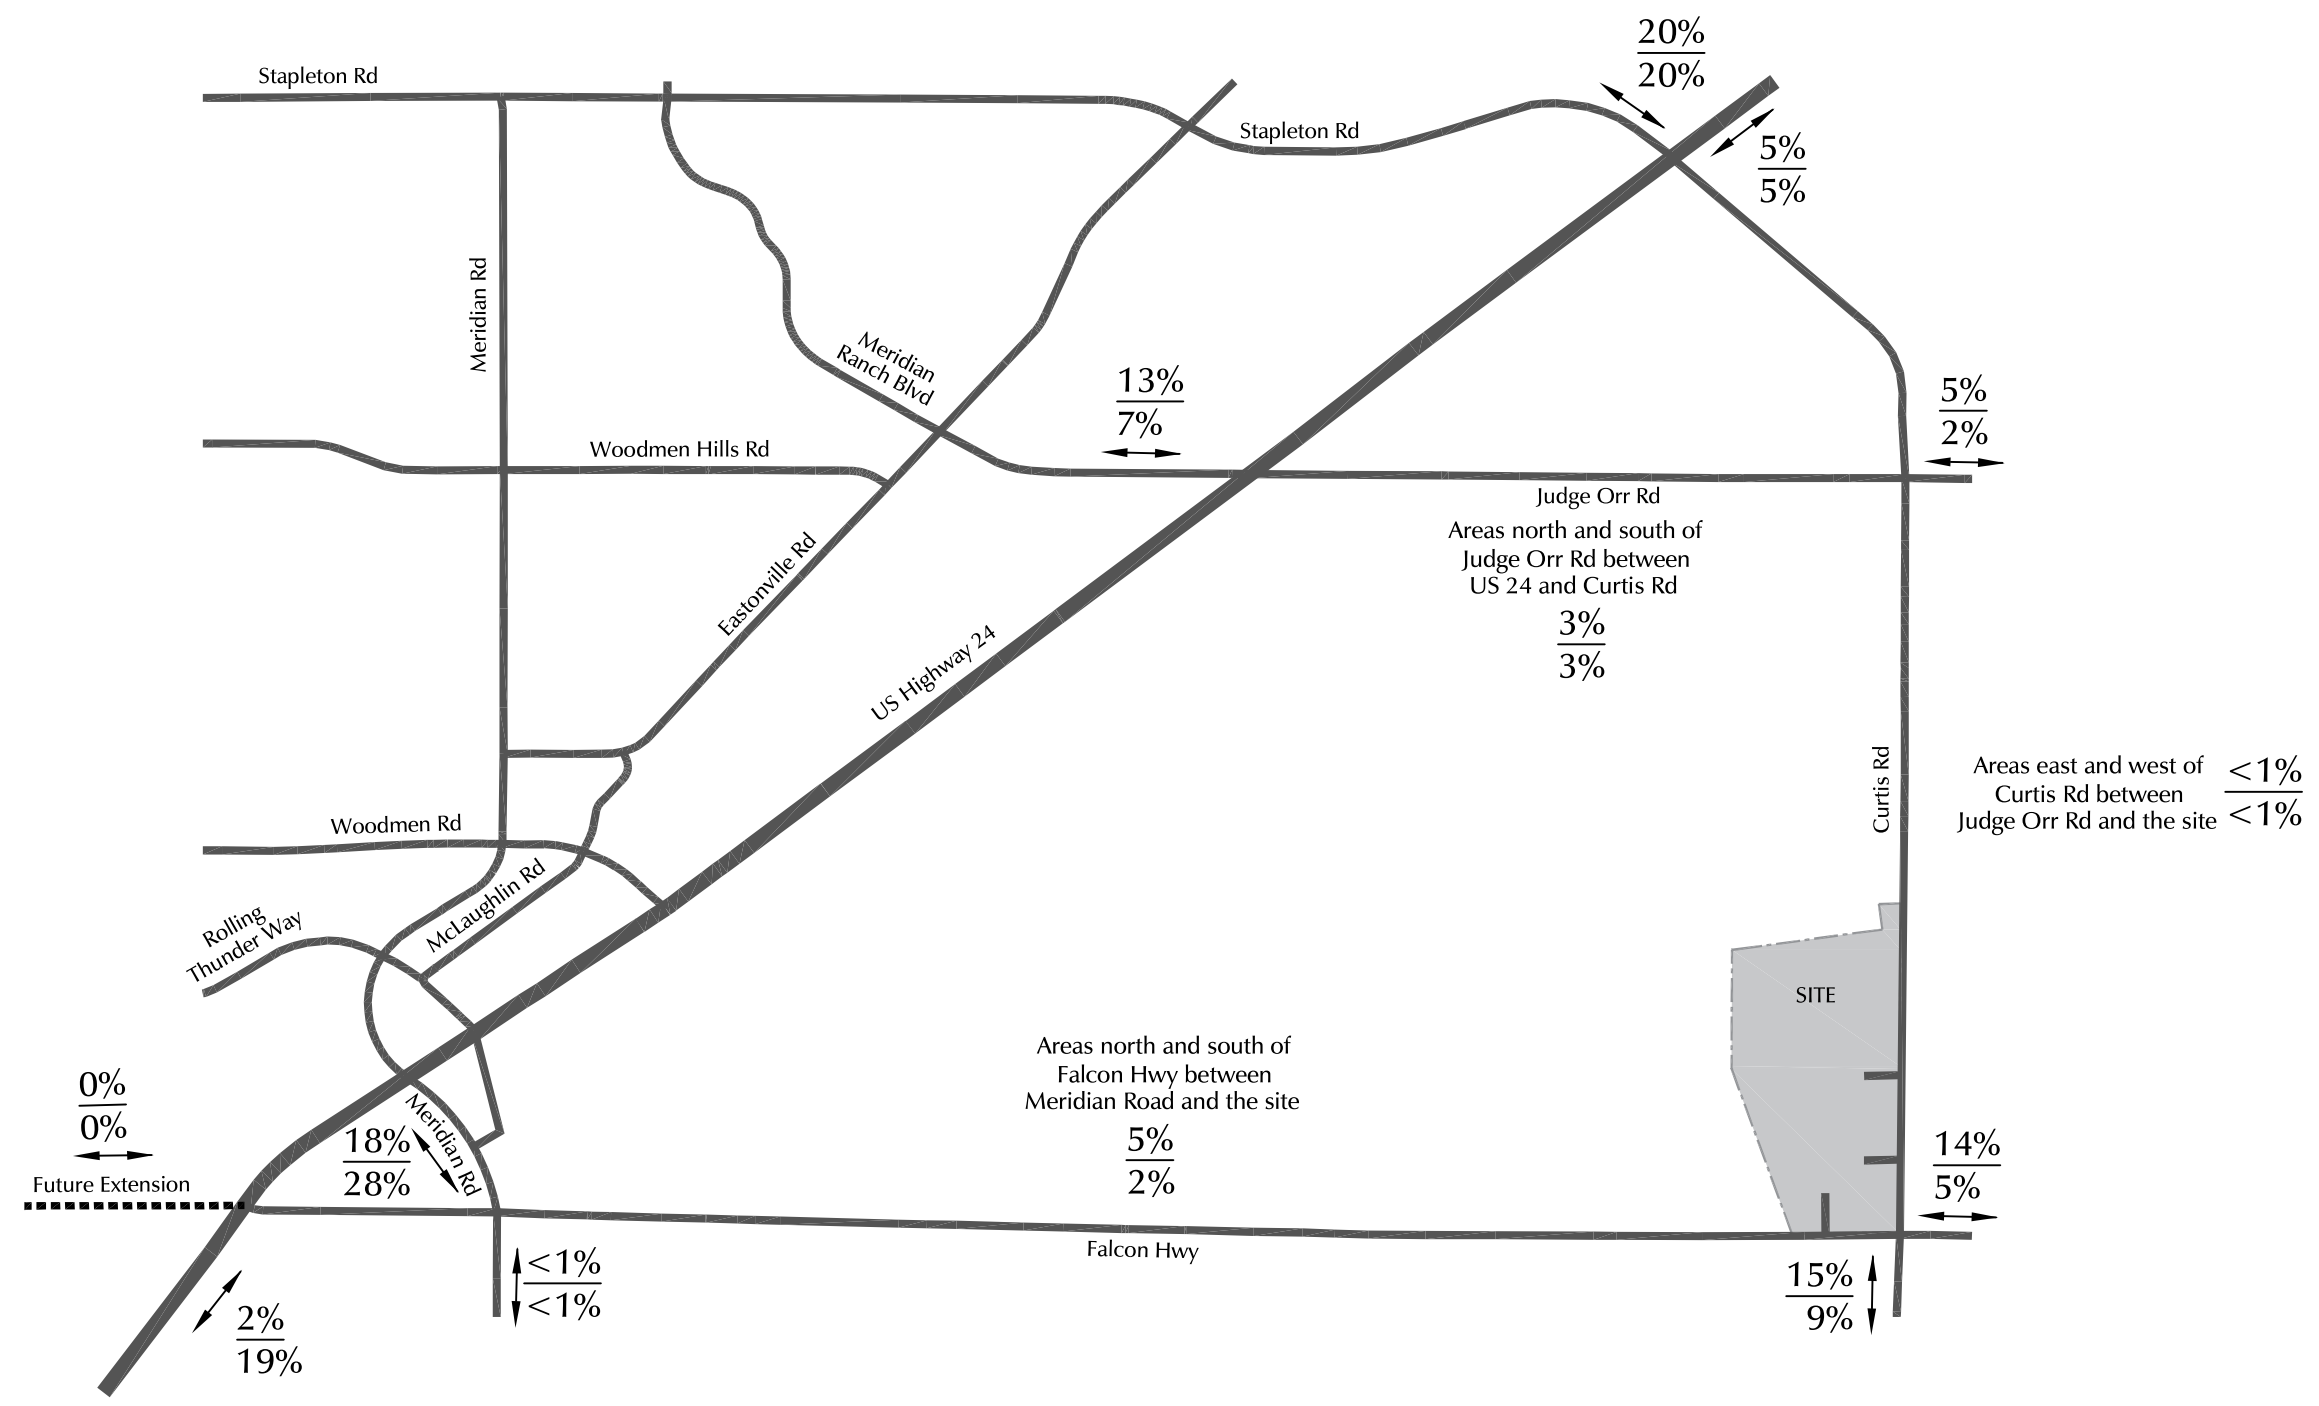 20%
20%
Stapleton Rd
Stapleton Rd
5%
5%
Meridian Rd
Meridian
Ranch Blvd
13%
7%
5%
2%
Woodmen Hills Rd
Judge Orr Rd
Areas north and south of
Judge Orr Rd between
US 24 and Curtis Rd
3%
3%
Eastonville Rd
US Highway 24
Curtis Rd
Areas east and west of
Curtis Rd between
Judge Orr Rd and the site
<1%
<1%
Woodmen Rd
McLaughlin Rd
Rolling
Thunder Way
SITE
Areas north and south of
Falcon Hwy between
Meridian Road and the site
5%
2%
0%
0%
Future Extension
18%
28%
Meridian Rd
14%
5%
Falcon Hwy
<1%
<1%
15%
9%
2%
19%